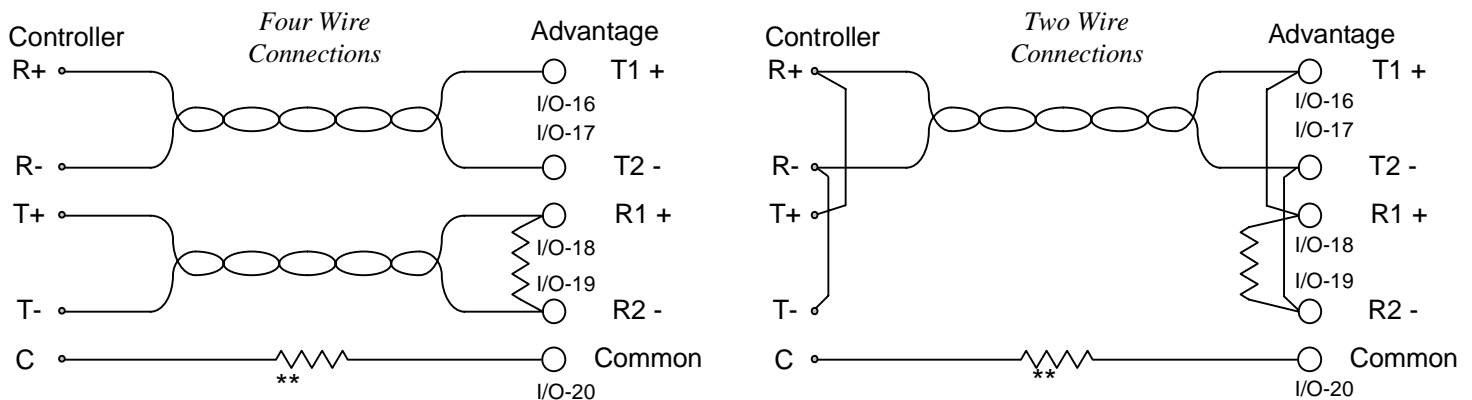 Four Wire
Connections
Controller
Advantage
R+
T1 +
I/O-16
I/O-17
R-
T2 -
T+
R1 +
I/O-18
I/O-19
T-
R2 -
C
**
Common
I/O-20
Two Wire
Connections
Controller
Advantage
R+
T1 +
I/O-16
I/O-17
R-
T2 -
T+
R1 +
I/O-18
I/O-19
T-
R2 -
C
**
Common
I/O-20